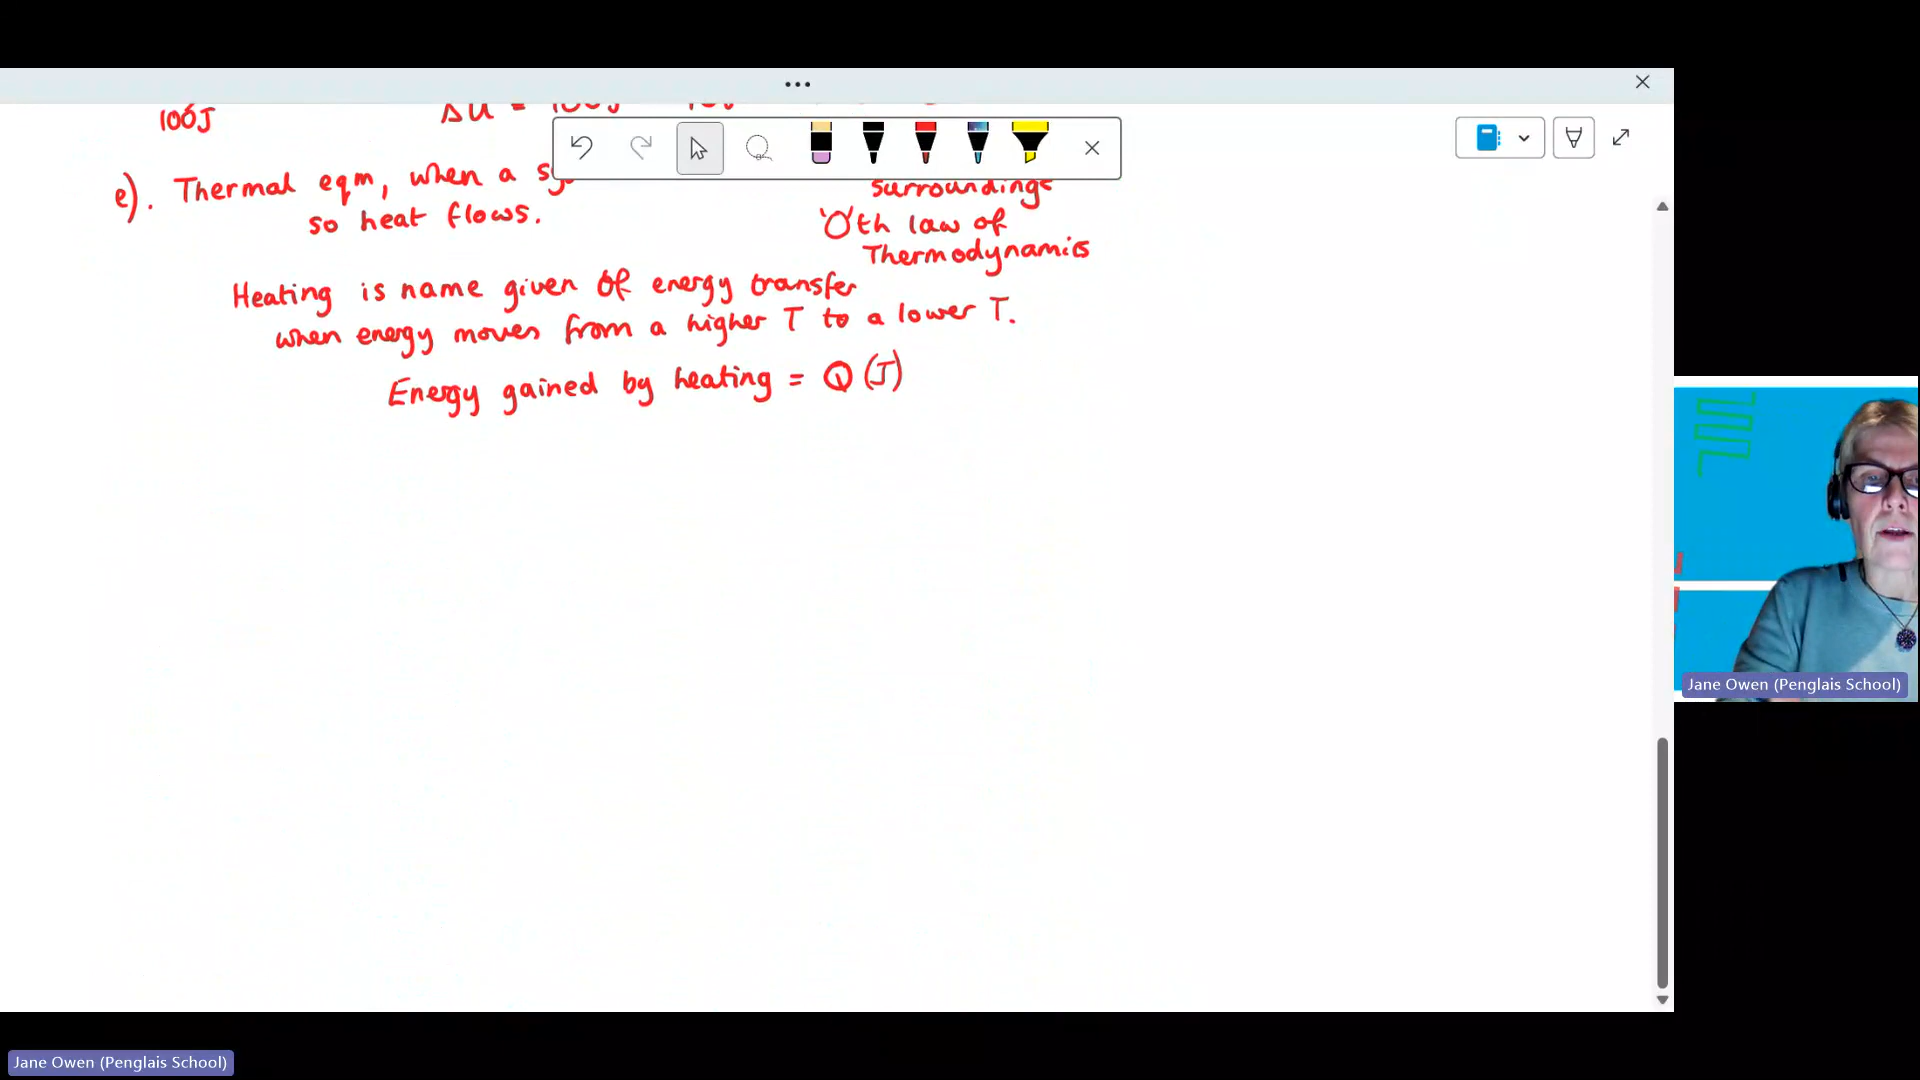 100J
ΔU =
e). Thermal eqm, when a
so heat flows.
surroundings
'O'th law of
Thermodynamics
Heating is name given of energy transfer
when energy moves from a higher T to a lower T.
Energy gained by heating = Q (J)
Jane Owen (Penglais School)
Jane Owen (Penglais School)